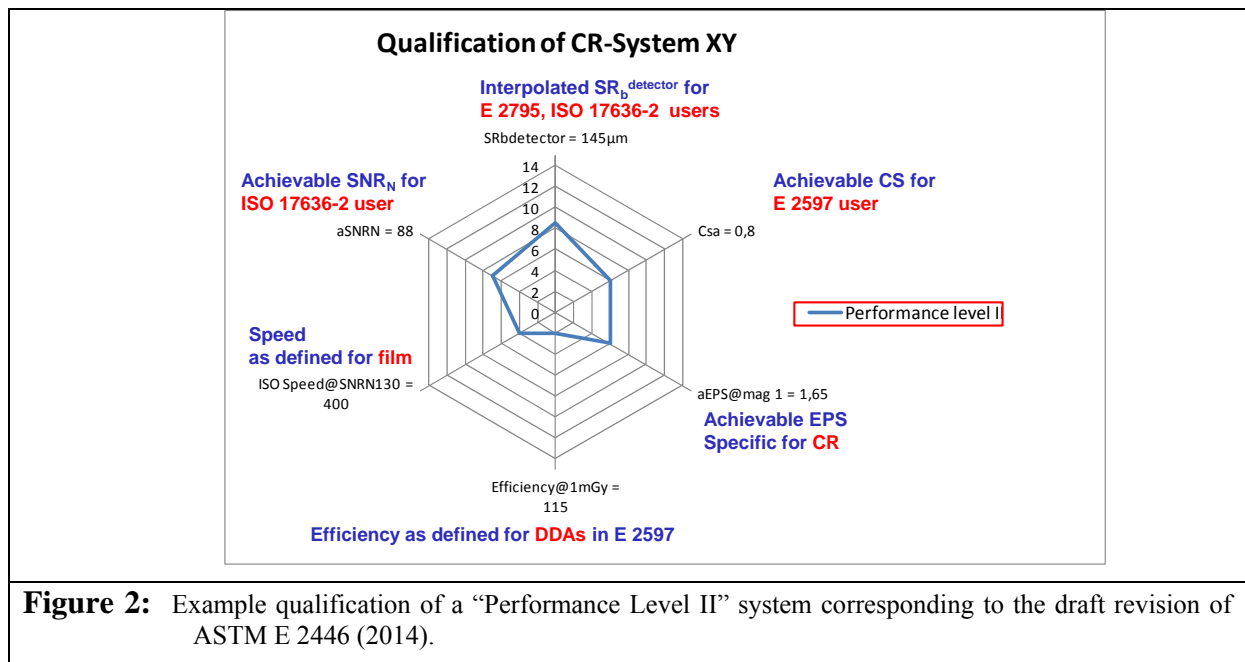 Qualification of CR-System XY
Interpolated SRb detector for
E 2795, ISO 17636-2 users
SRbdetector = 145µm
14
12
10
8
6
4
2
0
Achievable SNRN for
ISO 17636-2 user
aSNRN = 88
Achievable CS for
E 2597 user
Csa = 0,8
Performance level I
Speed
as defined for film
ISO Speed@SNRN130 =
400
aEPS@mag 1 = 1,65
Achievable EPS
Specific for CR
Efficiency@1mGy =
115
Efficiency as defined for DDAs in E 2597
Figure 2: Example qualification of a “Performance Level II” system corresponding to the draft revision of
ASTM E 2446 (2014).